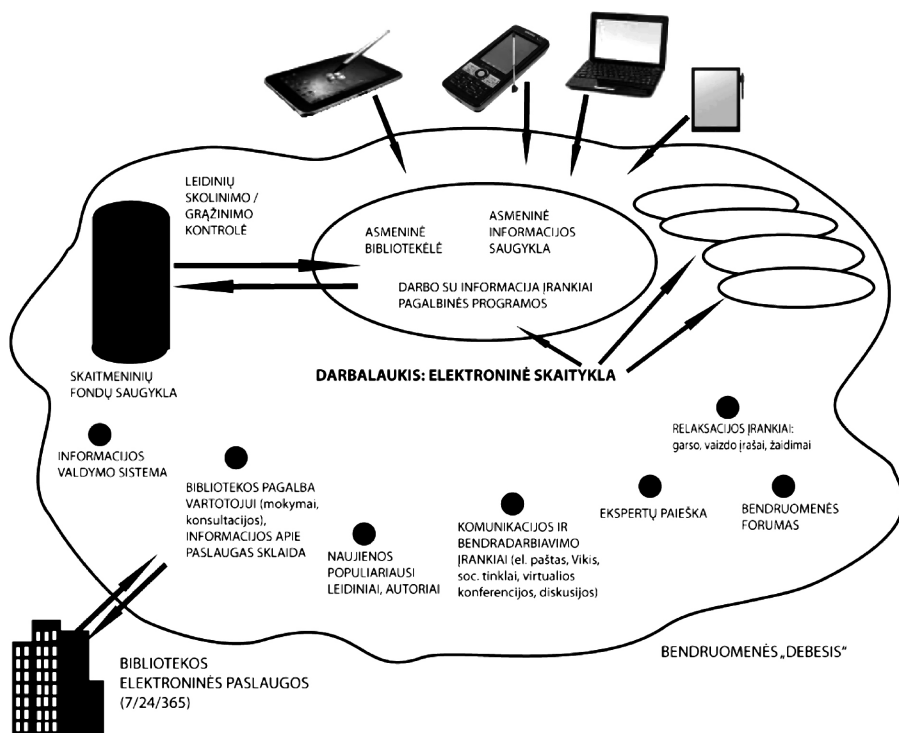 LEIDINIŲ
SKOLINIMO /
GRĄŽINIMO
KONTROLĖ
ASMENINĖ
BIBLIOTEKĖLĖ
ASMENINĖ
INFORMACIJOS
SAUGYKLA
DARBO SU INFORMACIJA ĮRANKIAI
PAGALBINĖS PROGRAMOS
SKAITMENINIŲ
FONDŲ SAUGYKLA
DARBALAUKIS: ELEKTRONINĖ SKAITYKLA
INFORMACIJOS
VALDYMO SISTEMA
RELAKSACIJOS ĮRANKIAI:
garso, vaizdo įrašai, žaidimai
BIBLIOTEKOS PAGALBA
VARTOTOJUI (mokymai,
konsultacijos),
INFORMACIJOS APIE
PASLAUGAS SKLAIDA
NAUJIENOS
POPULIARIAUSI
LEIDINIAI, AUTORIAI
KOMUNIKACIJOS IR
BENDRADARBIAVIMO
ĮRANKIAI (el. paštas, Vikis,
soc. tinklai, virtualios
konferencijos, diskusijos)
EKSPERTŲ PAIEŠKA
BENDRUOMENĖS
FORUMAS
BENDRUOMENĖS „DEBESIS“
BIBLIOTEKOS
ELEKTRONINĖS PASLAUGOS
(7/24/365)